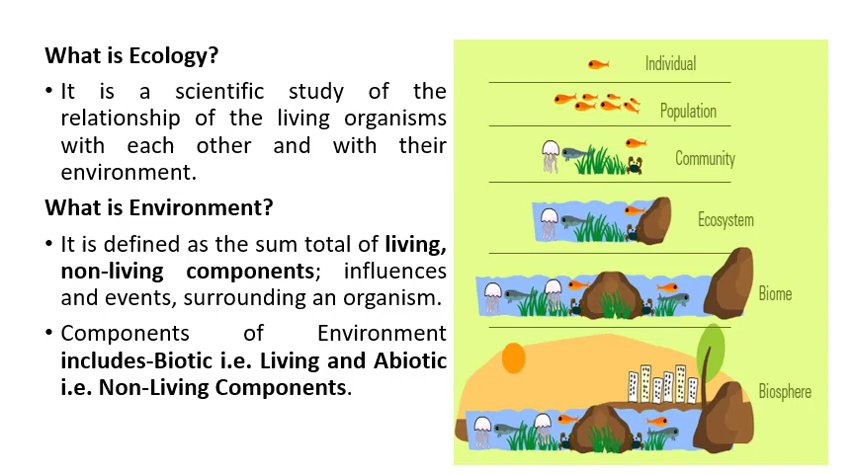 What is Ecology?
• It is a scientific study of the
relationship of the living organisms
with each other and with their
environment.
What is Environment?
• It is defined as the sum total of living,
non-living components; influences
and events, surrounding an organism.
• Components of Environment
includes-Biotic i.e. Living and Abiotic
i.e. Non-Living Components.
Individual
Population
Community
Ecosystem
Biome
Biosphere